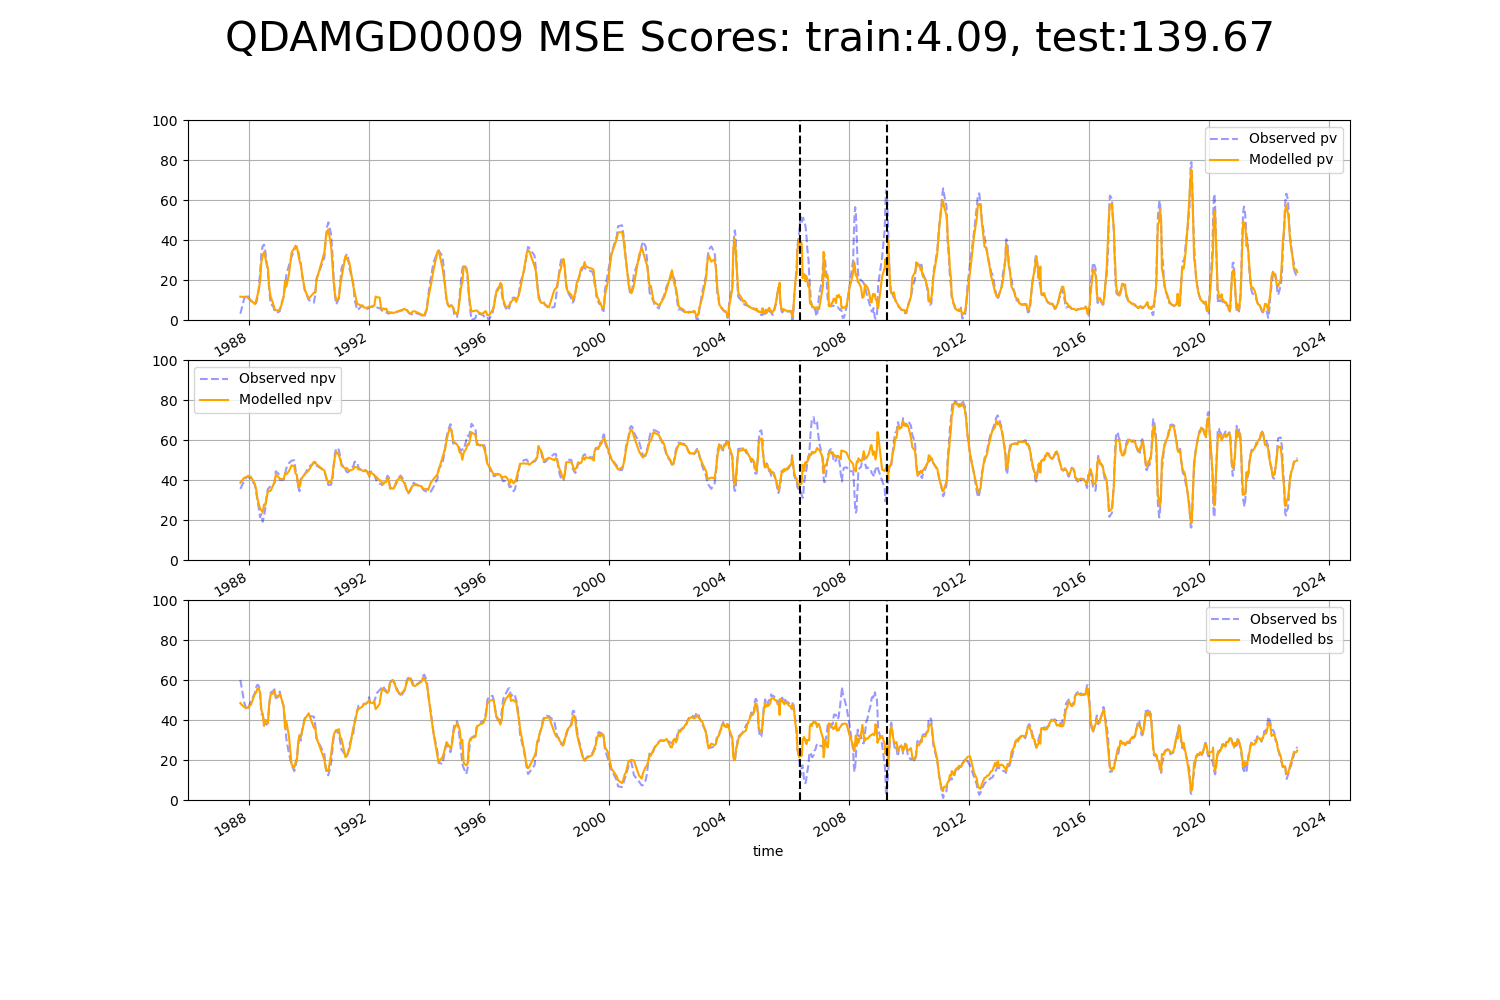 QDAMGD0009 MSE Scores: train:4.09, test:139.67
100
80
60
40
20
0
Observed pv
Modelled pv
1988 1992 1996 2000 2004 2008 2012 2016 2020 2024
100
80
60
40
20
0
Observed npv
Modelled npv
1988 1992 1996 2000 2004 2008 2012 2016 2020 2024
100
80
60
40
20
0
Observed bs
Modelled bs
1988 1992 1996 2000 2004 2008 2012 2016 2020 2024
time